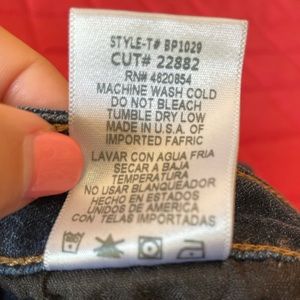 STYLE-T# BP1029
CUT# 22882
RN# 4820854
MACHINE WASH COLD
DO NOT BLEACH
TUMBLE DRY LOW
MADE IN U.S.A. OF
IMPORTED FAFRIC
LAVAR CON AGUA FRIA
SECAR A BAJA
TEMPERATURA
NO USAR BLANQUEADOR
HECHO EN ESTADOS
UNIDOS DE AMERICA
CON TELAS IMPORTADAS